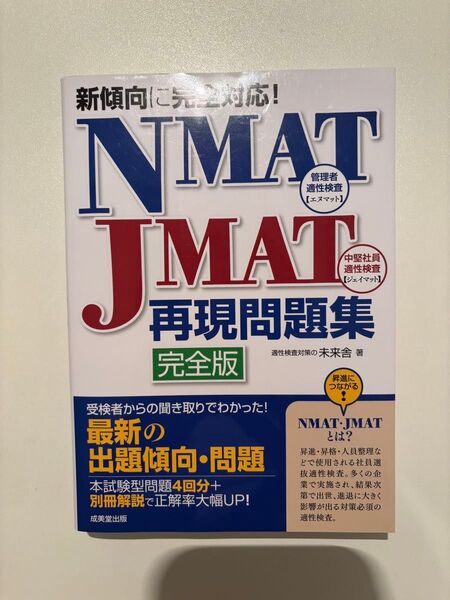 新傾向に完全対応!
NMAT
管理者
適性検査
【エヌマット】
JMAT
中堅社員
適性検査
【ジェイマット】
再現問題集
完全版
適性検査対策の 未来舎 著
昇進に
つながる!
受検者からの聞き取りでわかった!
最新の
出題傾向・問題
本試験型問題4回分+
別冊解説で正解率大幅UP!
成美堂出版
NMAT・JMAT
とは?
昇進・昇格・人員整理な
どで使用される社員選
抜適性検査。多くの企
業で実施され、結果次
第で出世、進退に大きく
影響が出る対策必須の
適性検査。